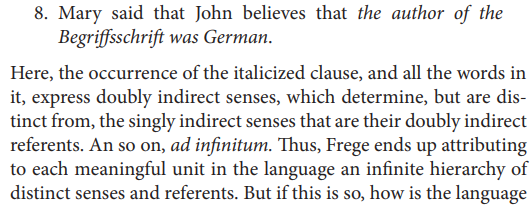 8. Mary said that John believes that the author of the
Begriffsschrift was German.
Here, the occurrence of the italicized clause, and all the words in
it, express doubly indirect senses, which determine, but are dis-
tinct from, the singly indirect senses that are their doubly indirect
referents. An so on, ad infinitum. Thus, Frege ends up attributing
to each meaningful unit in the language an infinite hierarchy of
distinct senses and referents. But if this is so, how is the language